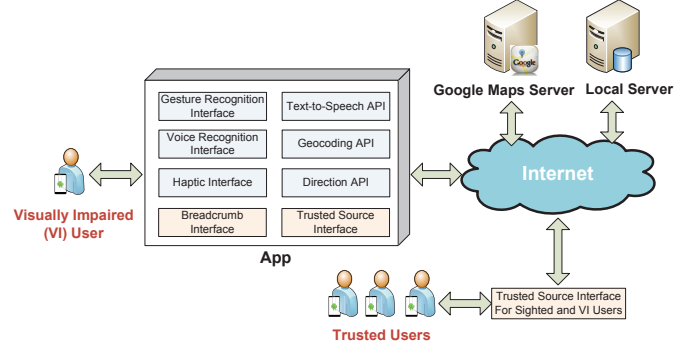 Google
Google Maps Server
Local Server
Gesture Recognition
Interface
Text-to-Speech API
Voice Recognition
Interface
Geocoding API
Haptic Interface
Direction API
Breadcrumb
Interface
Trusted Source
Interface
App
Visually Impaired
(VI) User
Internet
Trusted Source Interface
For Sighted and VI Users
Trusted Users